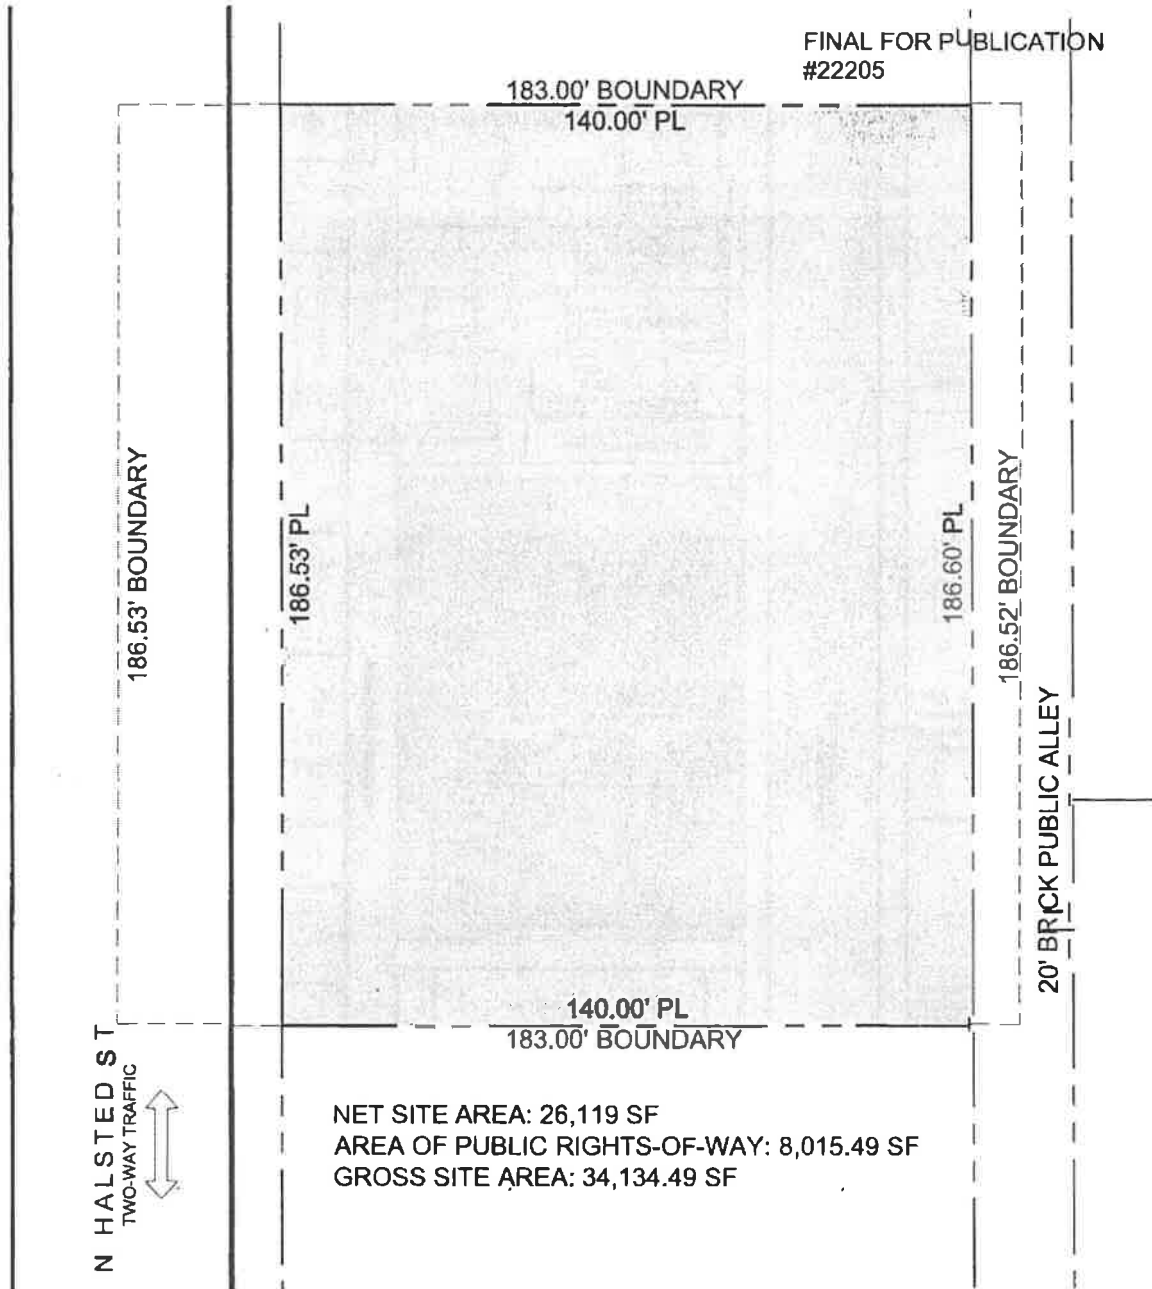 FINAL FOR PUBLICATION
#22205
183.00' BOUNDARY
140.00' PL
186.53' BOUNDARY
186.53' PL
186.60' PL
186.52' BOUNDARY
20' BRICK PUBLIC ALLEY
140.00' PL
183.00' BOUNDARY
N HALSTED ST
TWO-WAY TRAFFIC
NET SITE AREA: 26,119 SF
AREA OF PUBLIC RIGHTS-OF-WAY: 8,015.49 SF
GROSS SITE AREA: 34,134.49 SF